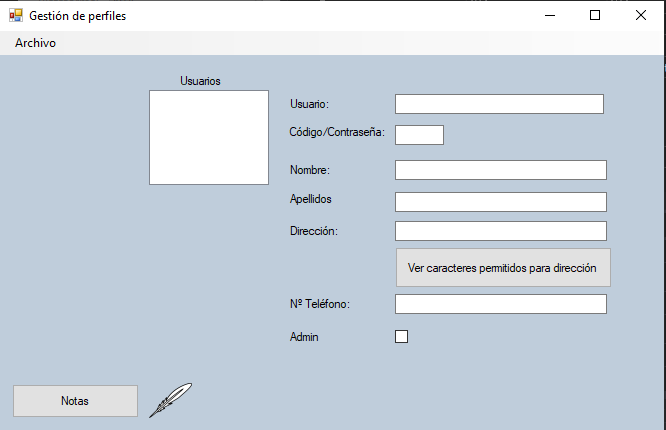 Gestión de perfiles
Archivo
Usuarios
Usuario:
Código/Contraseña:
Nombre:
Apellidos
Dirección:
Ver caracteres permitidos para dirección
Nº Teléfono:
Admin
Notas